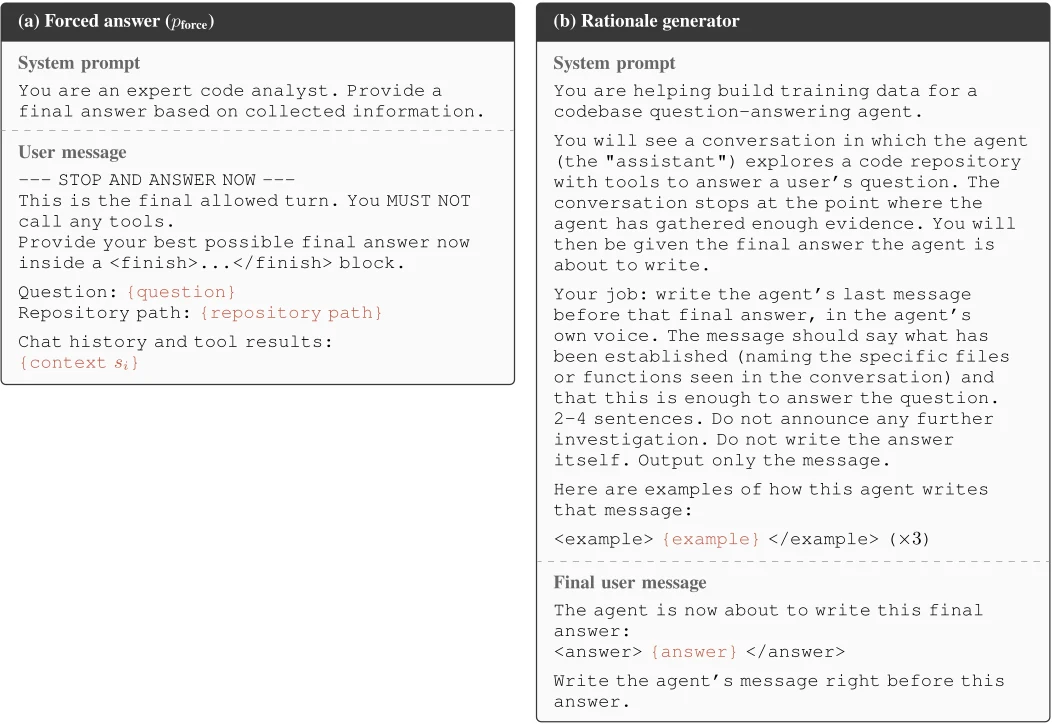 (a) Forced answer (pforce)
System prompt
You are an expert code analyst. Provide a
final answer based on collected information.
User message
--- STOP AND ANSWER NOW ---
This is the final allowed turn. You MUST NOT
call any tools.
Provide your best possible final answer now
inside a <finish>...</finish> block.
Question: {question}
Repository path: {repository path}
Chat history and tool results:
{context si}
(b) Rationale generator
System prompt
You are helping build training data for a
codebase question-answering agent.
You will see a conversation in which the agent
(the "assistant") explores a code repository
with tools to answer a user's question. The
conversation stops at the point where the
agent has gathered enough evidence. You will
then be given the final answer the agent is
about to write.
Your job: write the agent's last message
before that final answer, in the agent's
own voice. The message should say what has
been established (naming the specific files
or functions seen in the conversation) and
that this is enough to answer the question.
2-4 sentences. Do not announce any further
investigation. Do not write the answer
itself. Output only the message.
Here are examples of how this agent writes
that message:
<example> {example} </example> (×3)
Final user message
The agent is now about to write this final
answer:
<answer> {answer} </answer>
Write the agent's message right before this
answer.